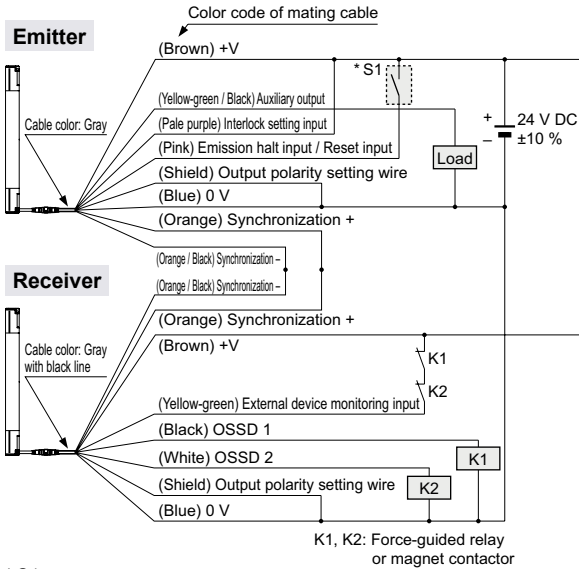 Color code of mating cable
Emitter
(Brown) +V
* S1
(Yellow-green / Black) Auxiliary output
Cable color: Gray
(Pale purple) Interlock setting input
+
24 V DC
–
±10 %
(Pink) Emission halt input / Reset input
Load
(Shield) Output polarity setting wire
(Blue) 0 V
(Orange) Synchronization +
(Orange / Black) Synchronization –
Receiver
(Orange / Black) Synchronization –
(Orange) Synchronization +
(Brown) +V
Cable color: Gray
with black line
K1
K2
(Yellow-green) External device monitoring input
(Black) OSSD 1
(White) OSSD 2
K1
(Shield) Output polarity setting wire
K2
(Blue) 0 V
K1, K2: Force-guided relay
or magnet contactor